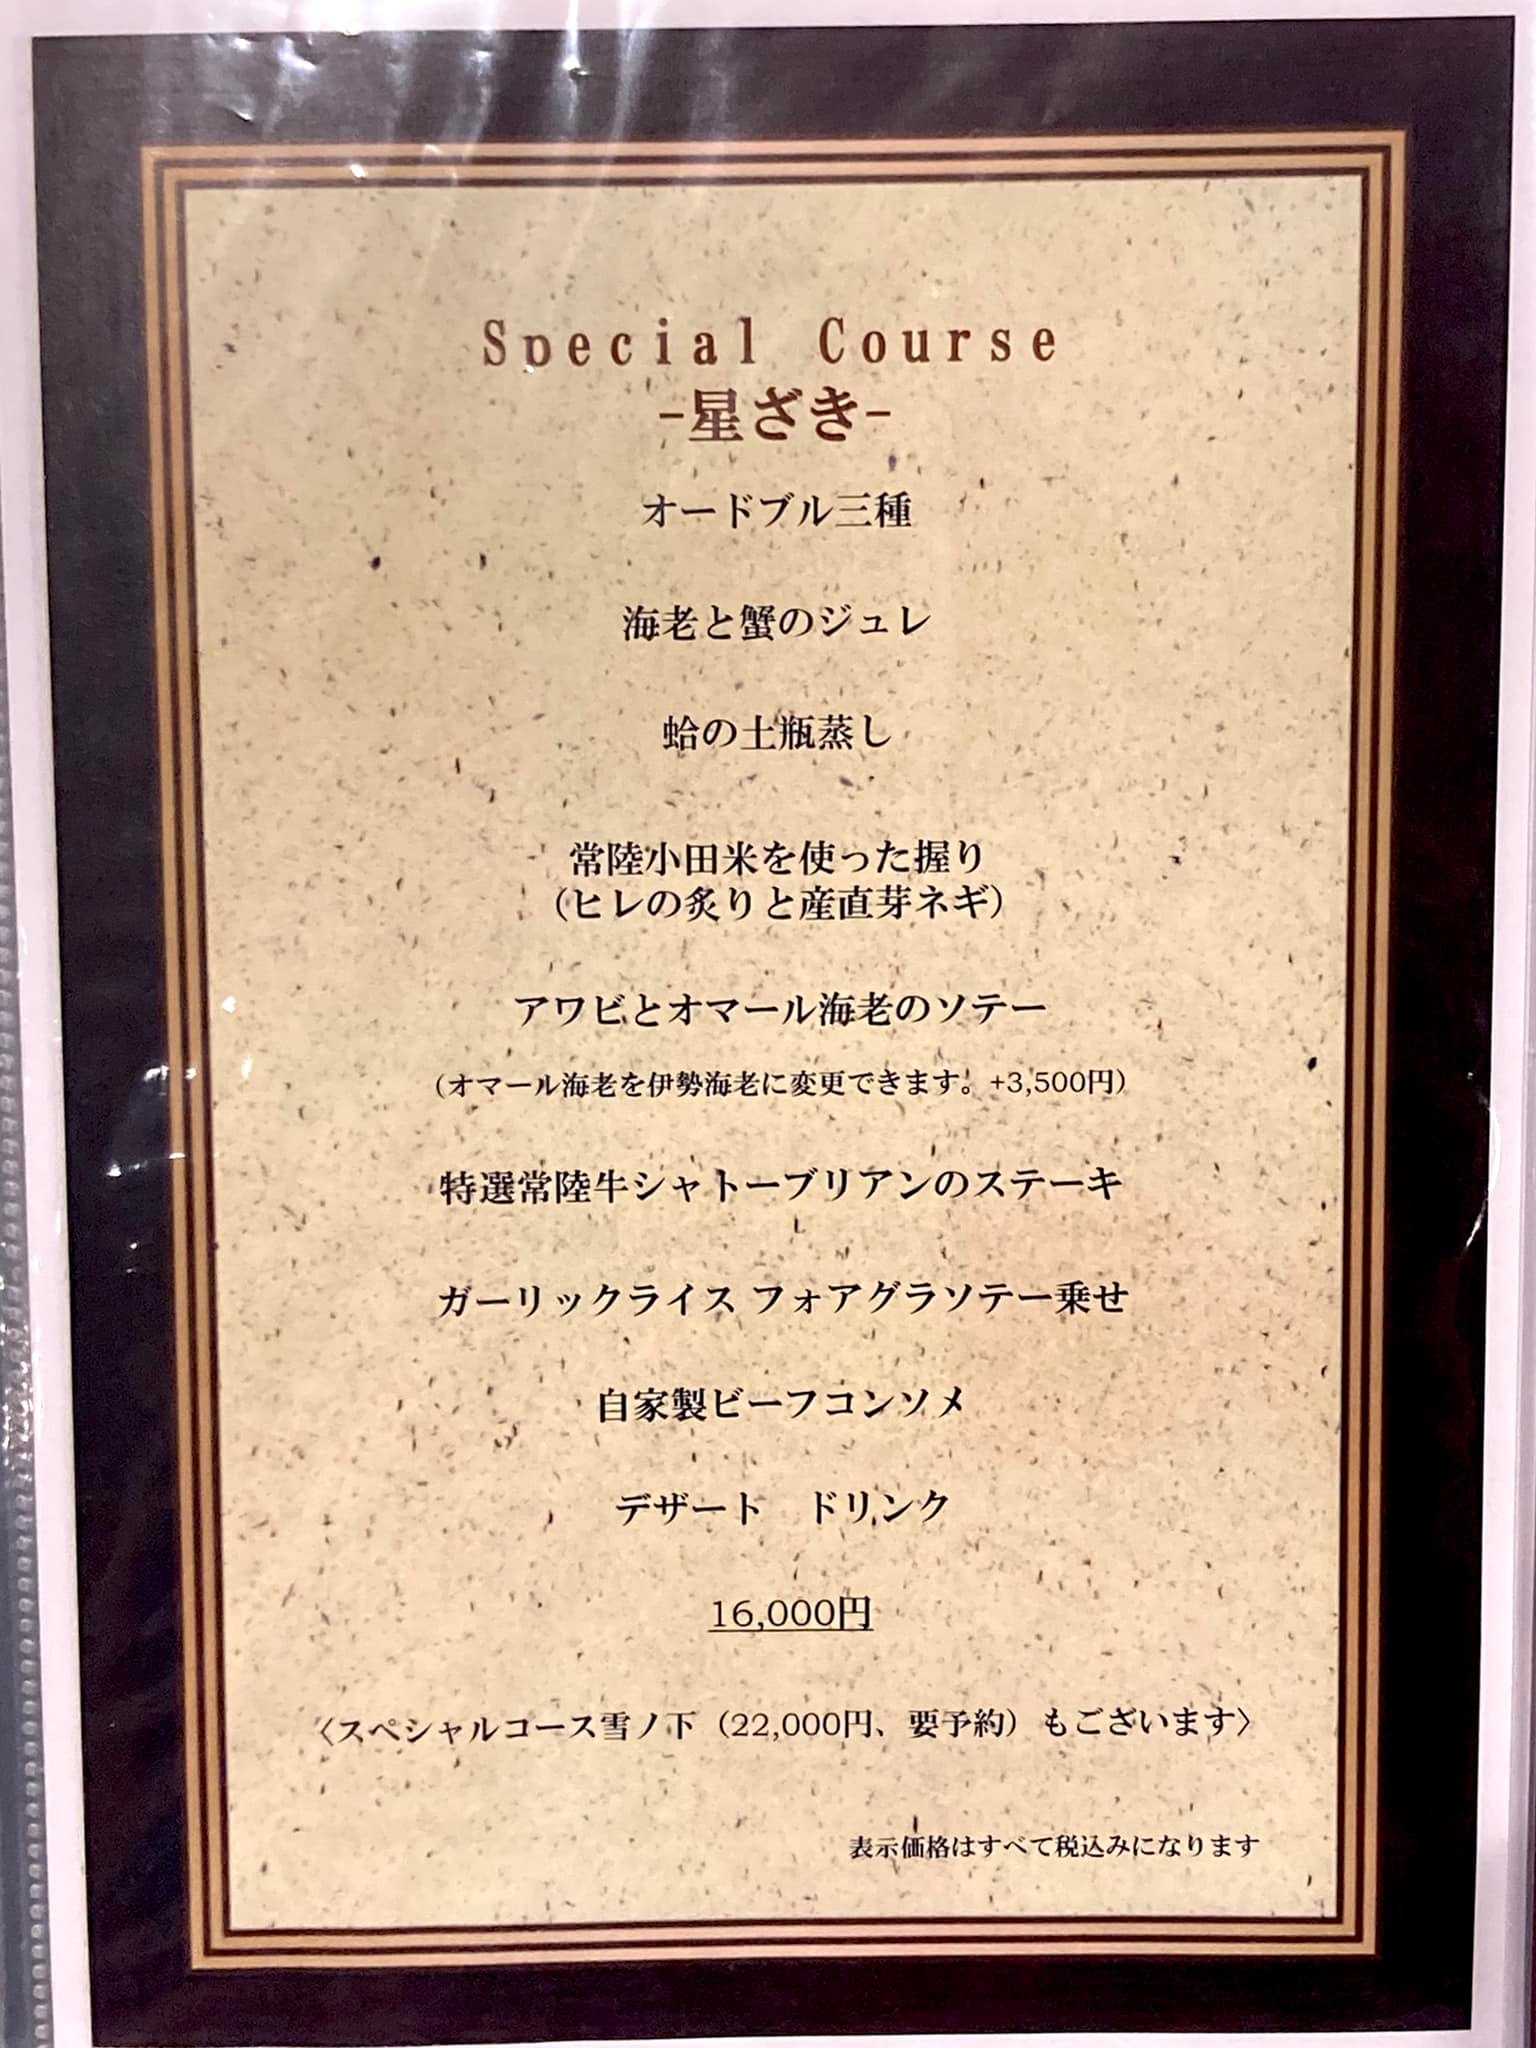 Special Course
-星ざき-
オードブル三種
海老と蟹のジュレ
蛤の土瓶蒸し
常陸小田米を使った握り
（ヒレの炙りと産直芽ネギ）
アワビとオマール海老のソテー
（オマール海老を伊勢海老に変更できます。+3,500円）
特選常陸牛シャトーブリアンのステーキ
ガーリックライス フォアグラソテー乗せ
自家製ビーフコンソメ
デザート　ドリンク
16,000円
〈スペシャルコース雪ノ下（22,000円、要予約）もございます〉
表示価格はすべて税込みになります